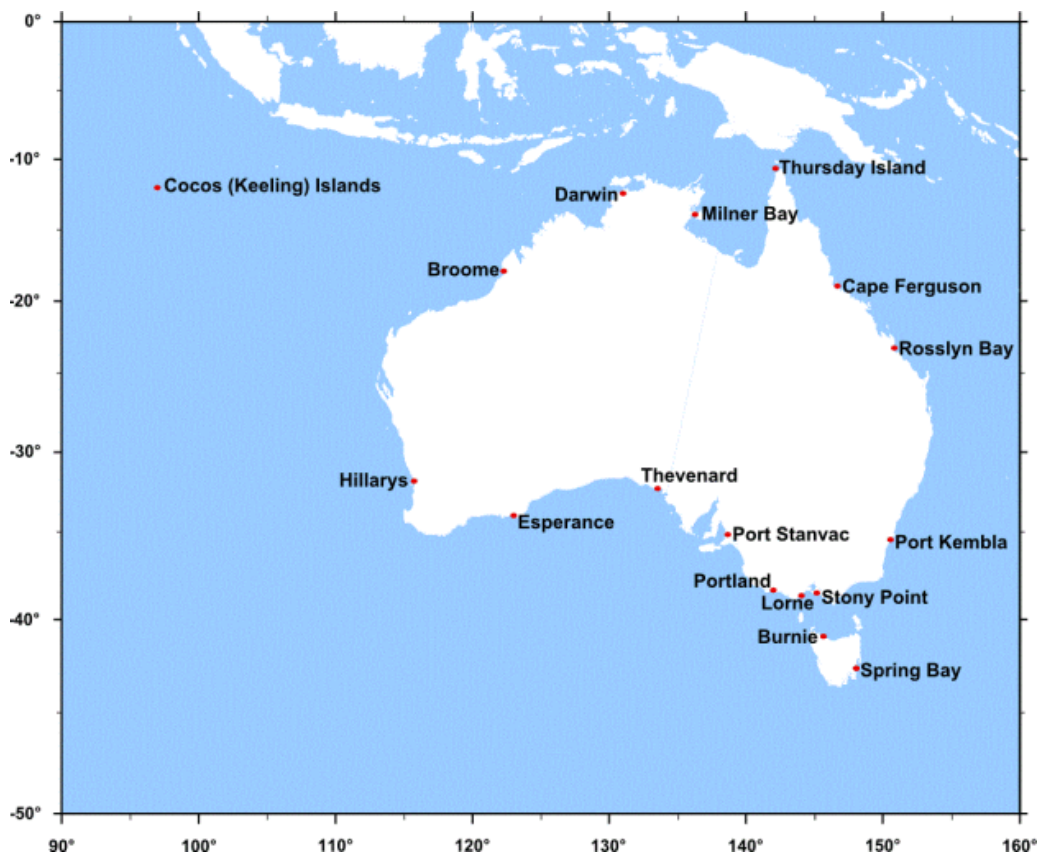 0°
-10°
Thursday Island
Cocos (Keeling) Islands
Darwin
Milner Bay
Broome
Cape Ferguson
-20°
Rosslyn Bay
-30°
Thevenard
Hillarys
Esperance
Port Stanvac
Port Kembla
Portland
Stony Point
Lorne
-40°
Burnie
Spring Bay
-50°
90° 100° 110° 120° 130° 140° 150° 160°